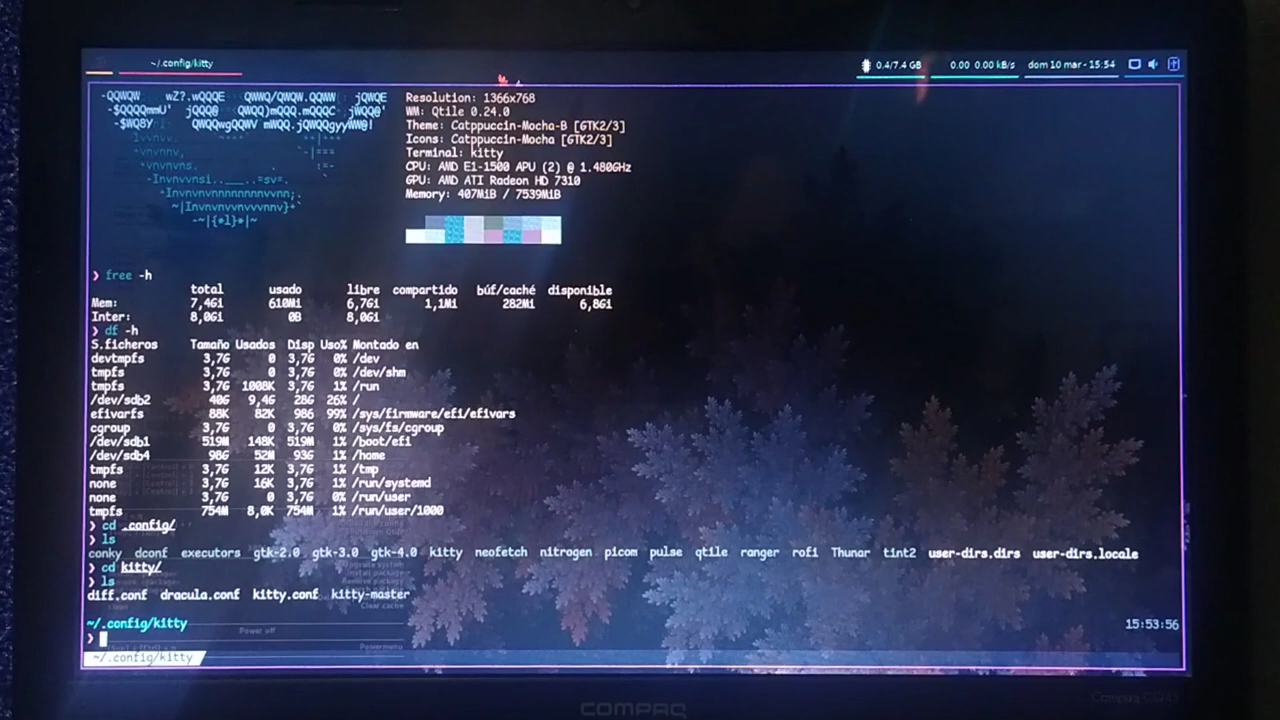 ~/.config/kitty
0.4/7.4 GB
0.00 0.00 kB/s
dom 10 mar - 15:54
Resolution: 1366x768
WM: Qtile 0.24.0
Theme: Catppuccin-Mocha-B [GTK2/3]
Icons: Catppuccin-Mocha [GTK2/3]
Terminal: kitty
CPU: AMD E1-1500 APU (2) @ 1.480GHz
GPU: AMD ATI Radeon HD 7310
Memory: 407MiB / 7539MiB
❯ free -h
total usado libre compartido búf/caché disponible
Mem: 7,4Gi 610Mi 6,7Gi 1,1Mi 282Mi 6,8Gi
Inter: 8,0Gi 0B 8,0Gi
❯ df -h
S.ficheros Tamaño Usados Disp Uso% Montado en
devtmpfs 3,7G 0 3,7G 0% /dev
tmpfs 3,7G 0 3,7G 0% /dev/shm
tmpfs 3,7G 1008K 3,7G 1% /run
/dev/sdb2 40G 9,4G 28G 26% /
efivarfs 88K 82K 986 99% /sys/firmware/efi/efivars
cgroup 3,7G 0 3,7G 0% /sys/fs/cgroup
/dev/sdb1 519M 148K 519M 1% /boot/efi
/dev/sdb4 98G 52M 93G 1% /home
tmpfs 3,7G 12K 3,7G 1% /tmp
none 3,7G 16K 3,7G 1% /run/systemd
none 3,7G 0 3,7G 0% /run/user
tmpfs 754M 8,0K 754M 1% /run/user/1000
❯ cd .config/
❯ ls
conky dconf executors gtk-2.0 gtk-3.0 gtk-4.0 kitty neofetch nitrogen picom pulse qtile ranger rofi Thunar tint2 user-dirs.dirs user-dirs.locale
❯ cd kitty/
❯ ls
diff.conf dracula.conf kitty.conf kitty-master
Clear cache
~/.config/kitty
15:53:56
Power off
❯
Powermenu
~/.config/kitty
COMPAQ